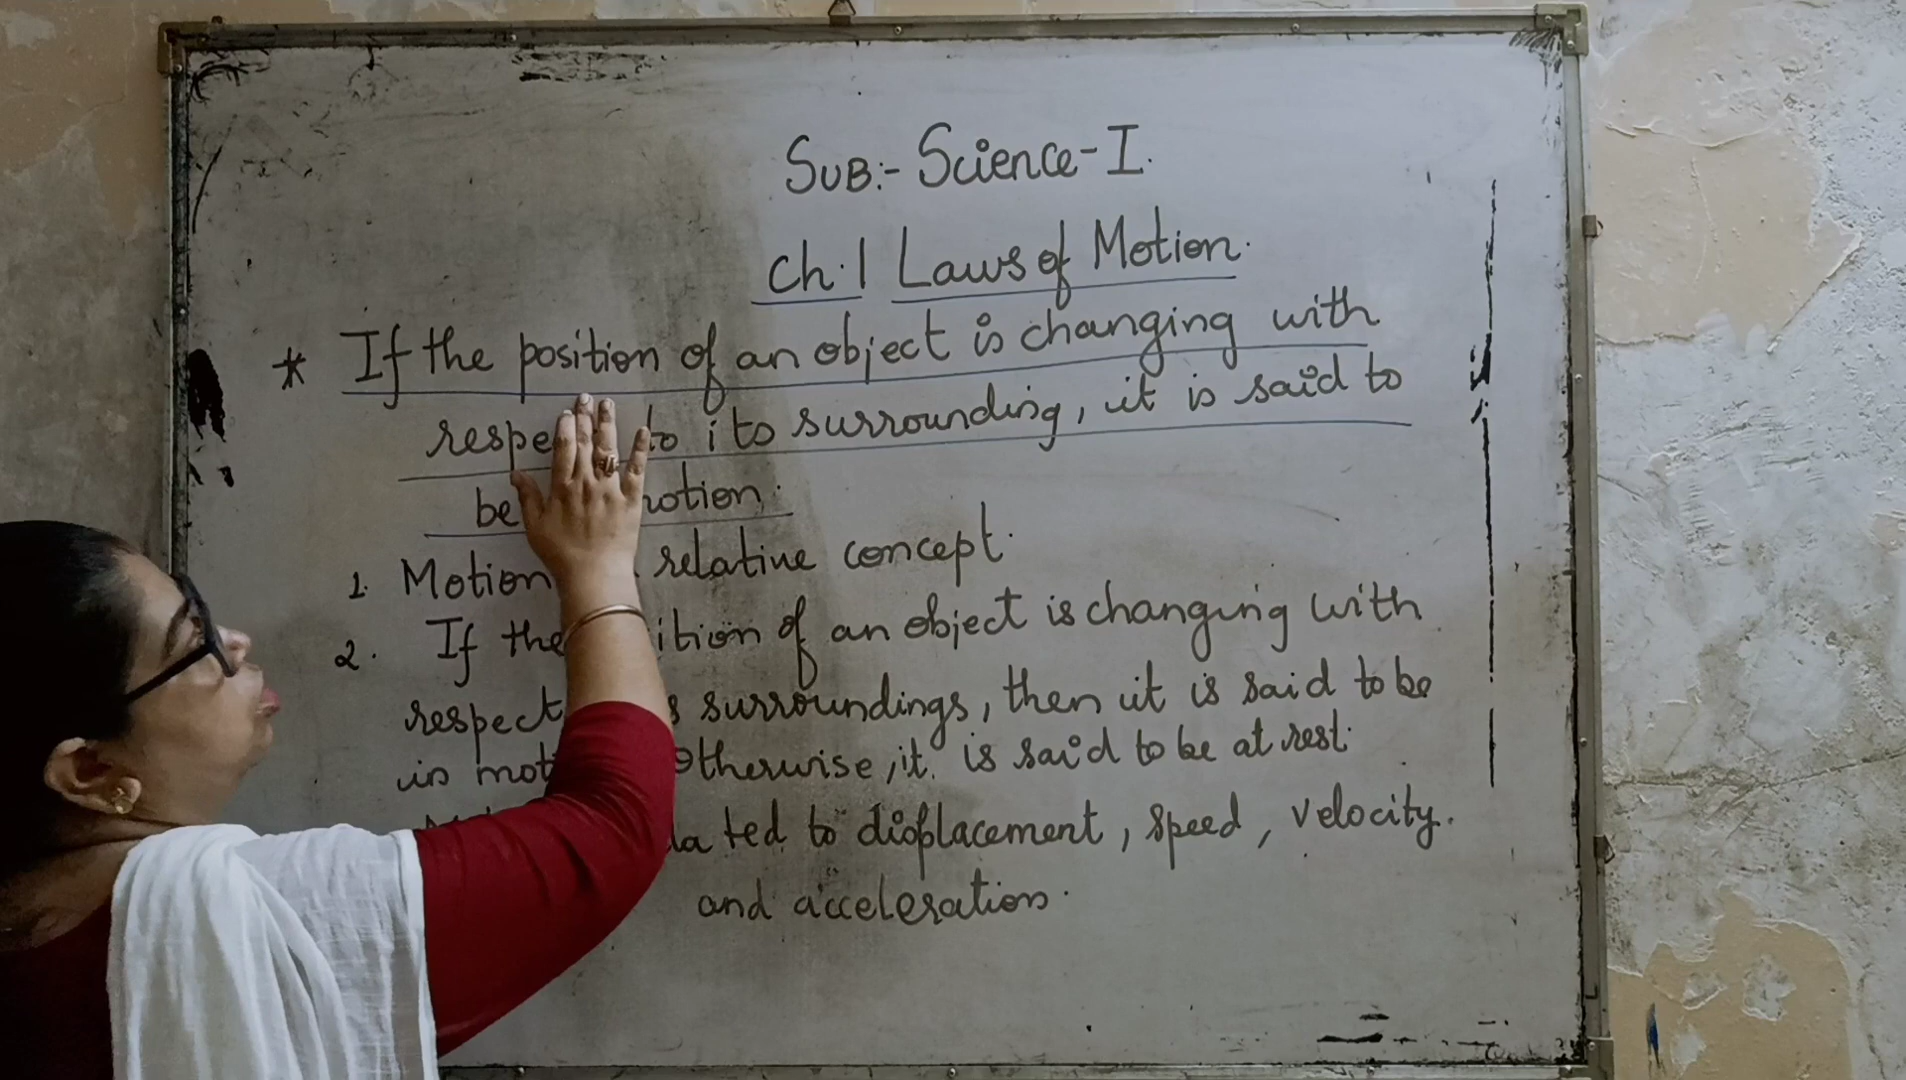 SUB:- Science-I.
Ch.1 Laws of Motion.
* If the position of an object is changing with
respe to its surrounding, it is said to
be motion.
1. Motion relative concept.
2. If the ition of an object is changing with
respect s surroundings, then it is said to be
in mot Otherwise, it is said to be at rest.
la ted to displacement, speed, velocity.
and acceleration.